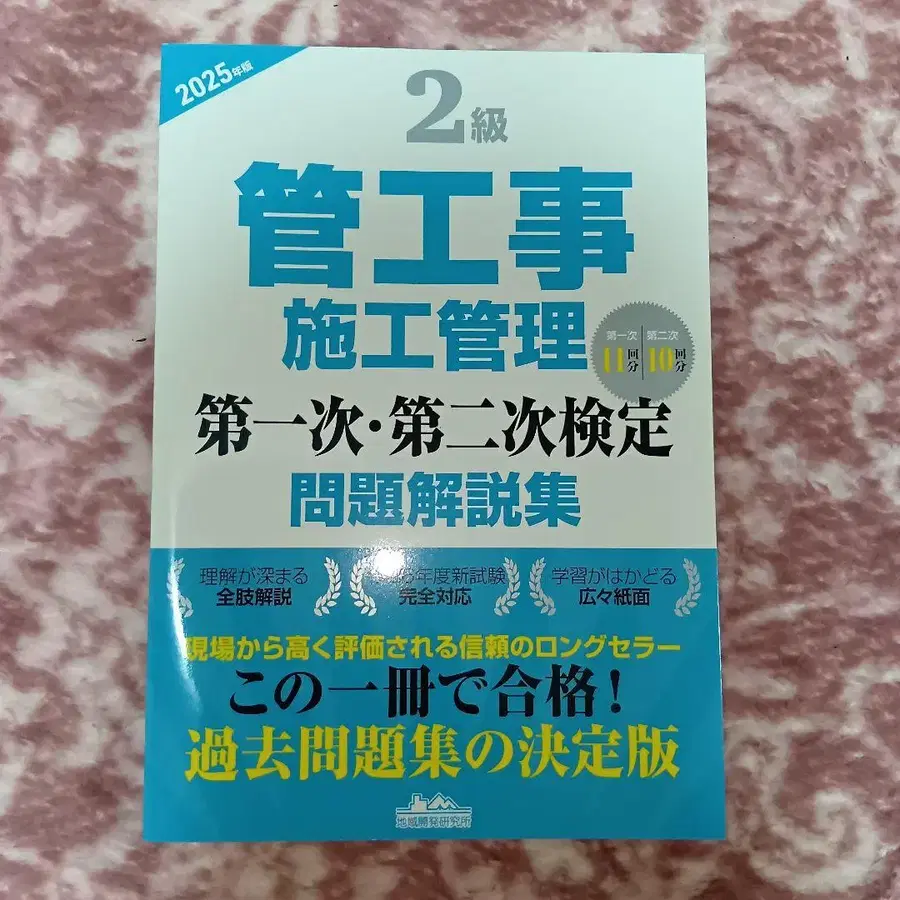 2025年版
2級
管工事
施工管理
第一次 第二次
11回分 10回分
第一次・第二次検定
問題解説集
理解が深まる
全肢解説
年度新試験
完全対応
学習がはかどる
広々紙面
現場から高く評価される信頼のロングセラー
この一冊で合格!
過去問題集の決定版
地域開発研究所